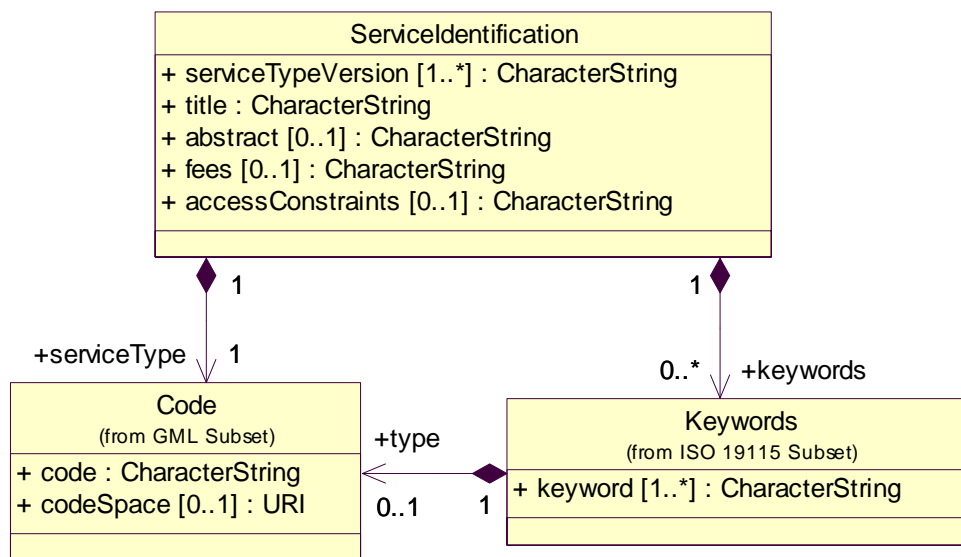 ServiceIdentification
+ serviceTypeVersion [1..*] : CharacterString
+ title : CharacterString
+ abstract [0..1] : CharacterString
+ fees [0..1] : CharacterString
+ accessConstraints [0..1] : CharacterString
1
1
+serviceType
1
0..*
+keywords
Code
(from GML Subset)
+ code : CharacterString
+ codeSpace [0..1] : URI
+type
0..1
1
Keywords
(from ISO 19115 Subset)
+ keyword [1..*] : CharacterString